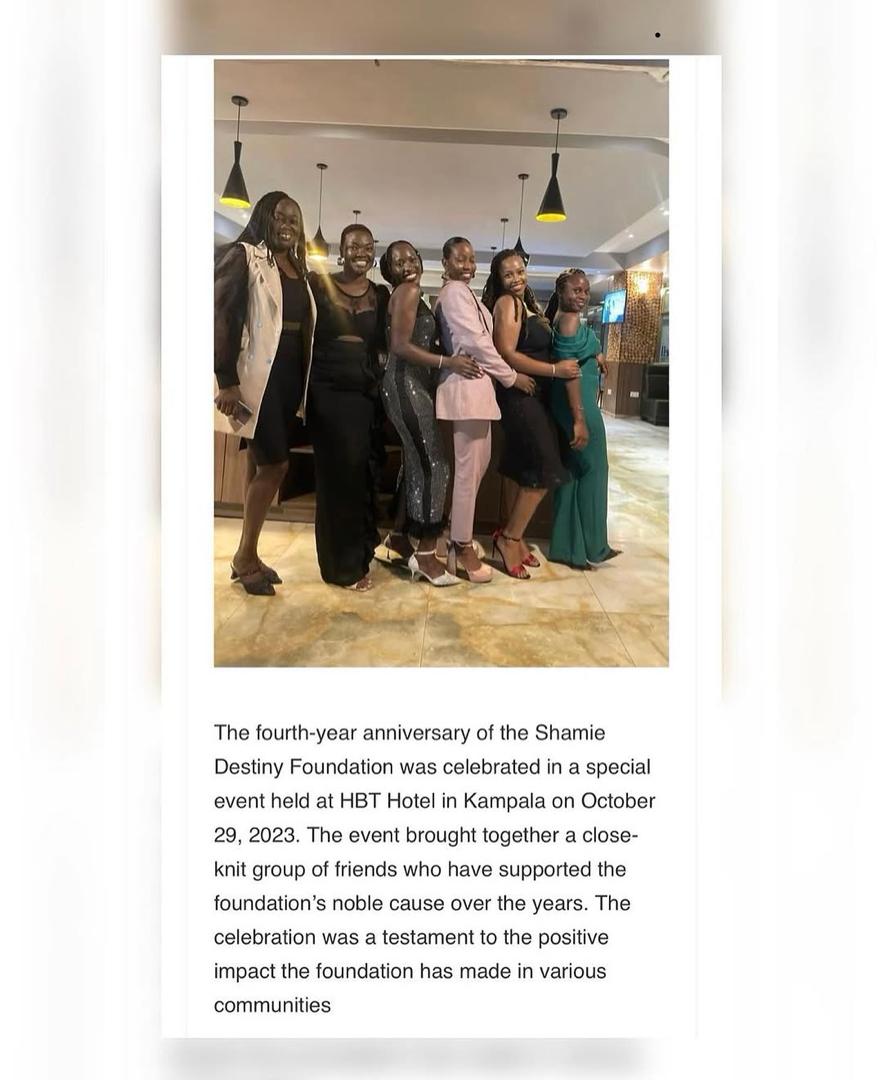 The fourth-year anniversary of the Shamie
Destiny Foundation was celebrated in a special
event held at HBT Hotel in Kampala on October
29, 2023. The event brought together a close-
knit group of friends who have supported the
foundation’s noble cause over the years. The
celebration was a testament to the positive
impact the foundation has made in various
communities